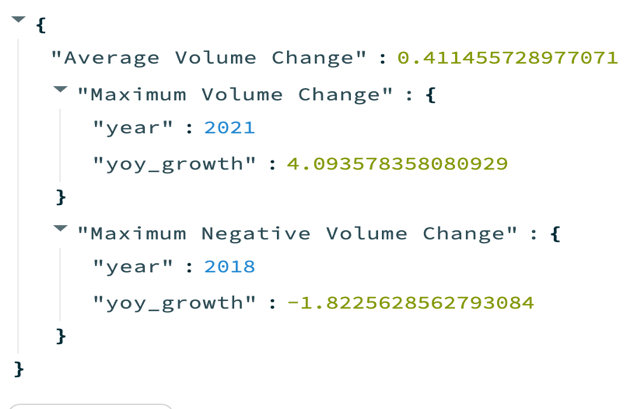 {
"Average Volume Change" : 0.411455728977071
"Maximum Volume Change" : {
"year" : 2021
"yoy_growth" : 4.093578358080929
}
"Maximum Negative Volume Change" : {
"year" : 2018
"yoy_growth" : -1.8225628562793084
}
}